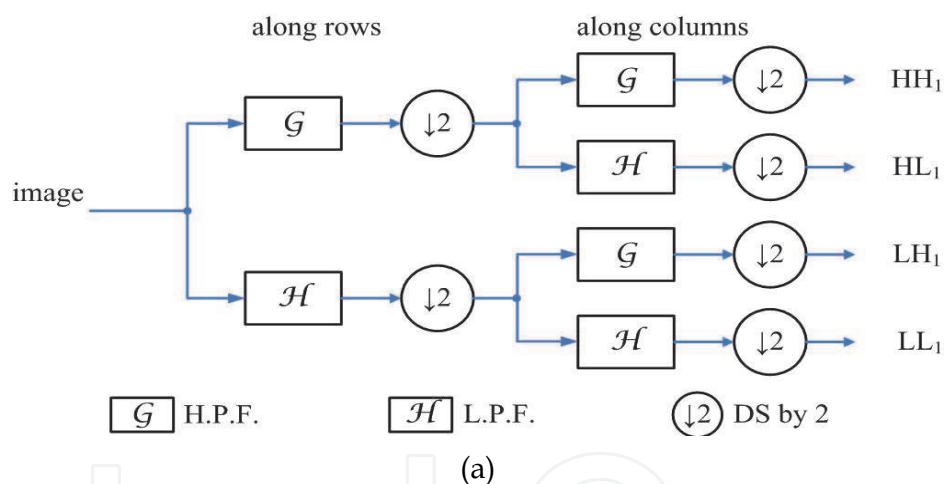 along rows along columns
𝒢 ↓2 HH₁
𝒢 ↓2
ℋ ↓2 HL₁
image
𝒢 ↓2 LH₁
ℋ ↓2
ℋ ↓2 LL₁
𝒢 H.P.F. ℋ L.P.F. ↓2 DS by 2
(a)